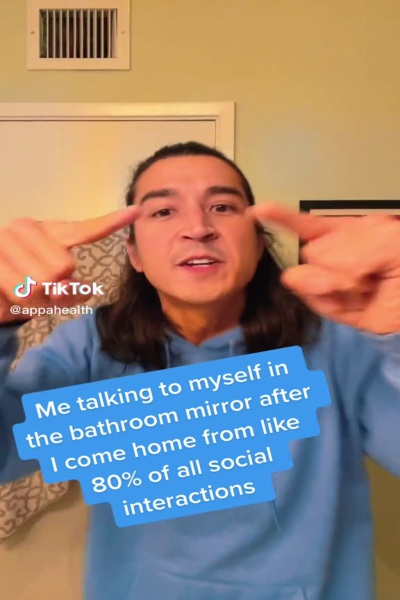 TikTok
@appahealth
Me talking to myself in
the bathroom mirror after
I come home from like
80% of all social
interactions